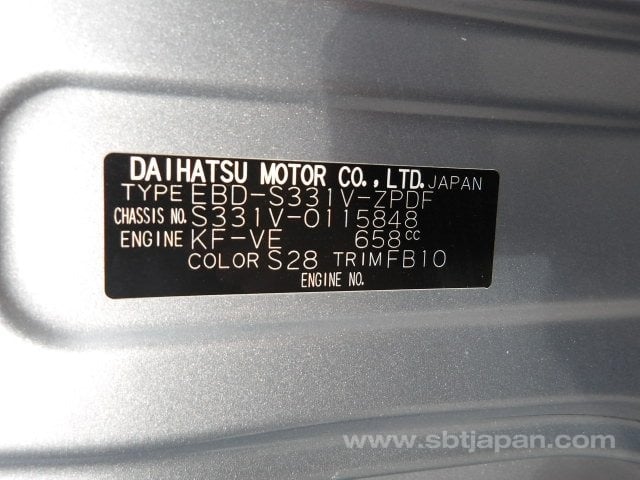 DAIHATSU MOTOR CO.,LTD. JAPAN
TYPE EBD-S331V-ZPDF
CHASSIS NO. S331V-0115848
ENGINE KF-VE 658cc
COLOR S28 TRIM FB10
ENGINE NO.
www.sbtjapan.com